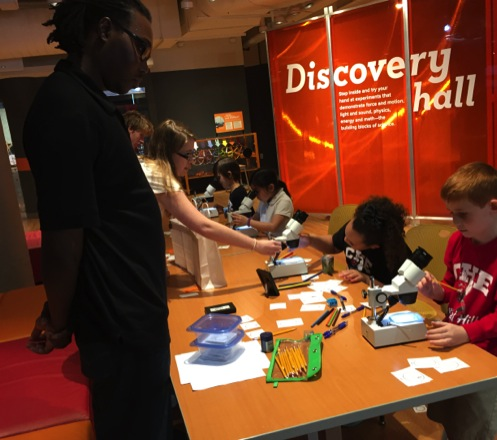 Discovery
hall
Step inside and try your
hand at experiments that
demonstrate force and motion,
light and sound, physics,
energy and math—the
building blocks of science.